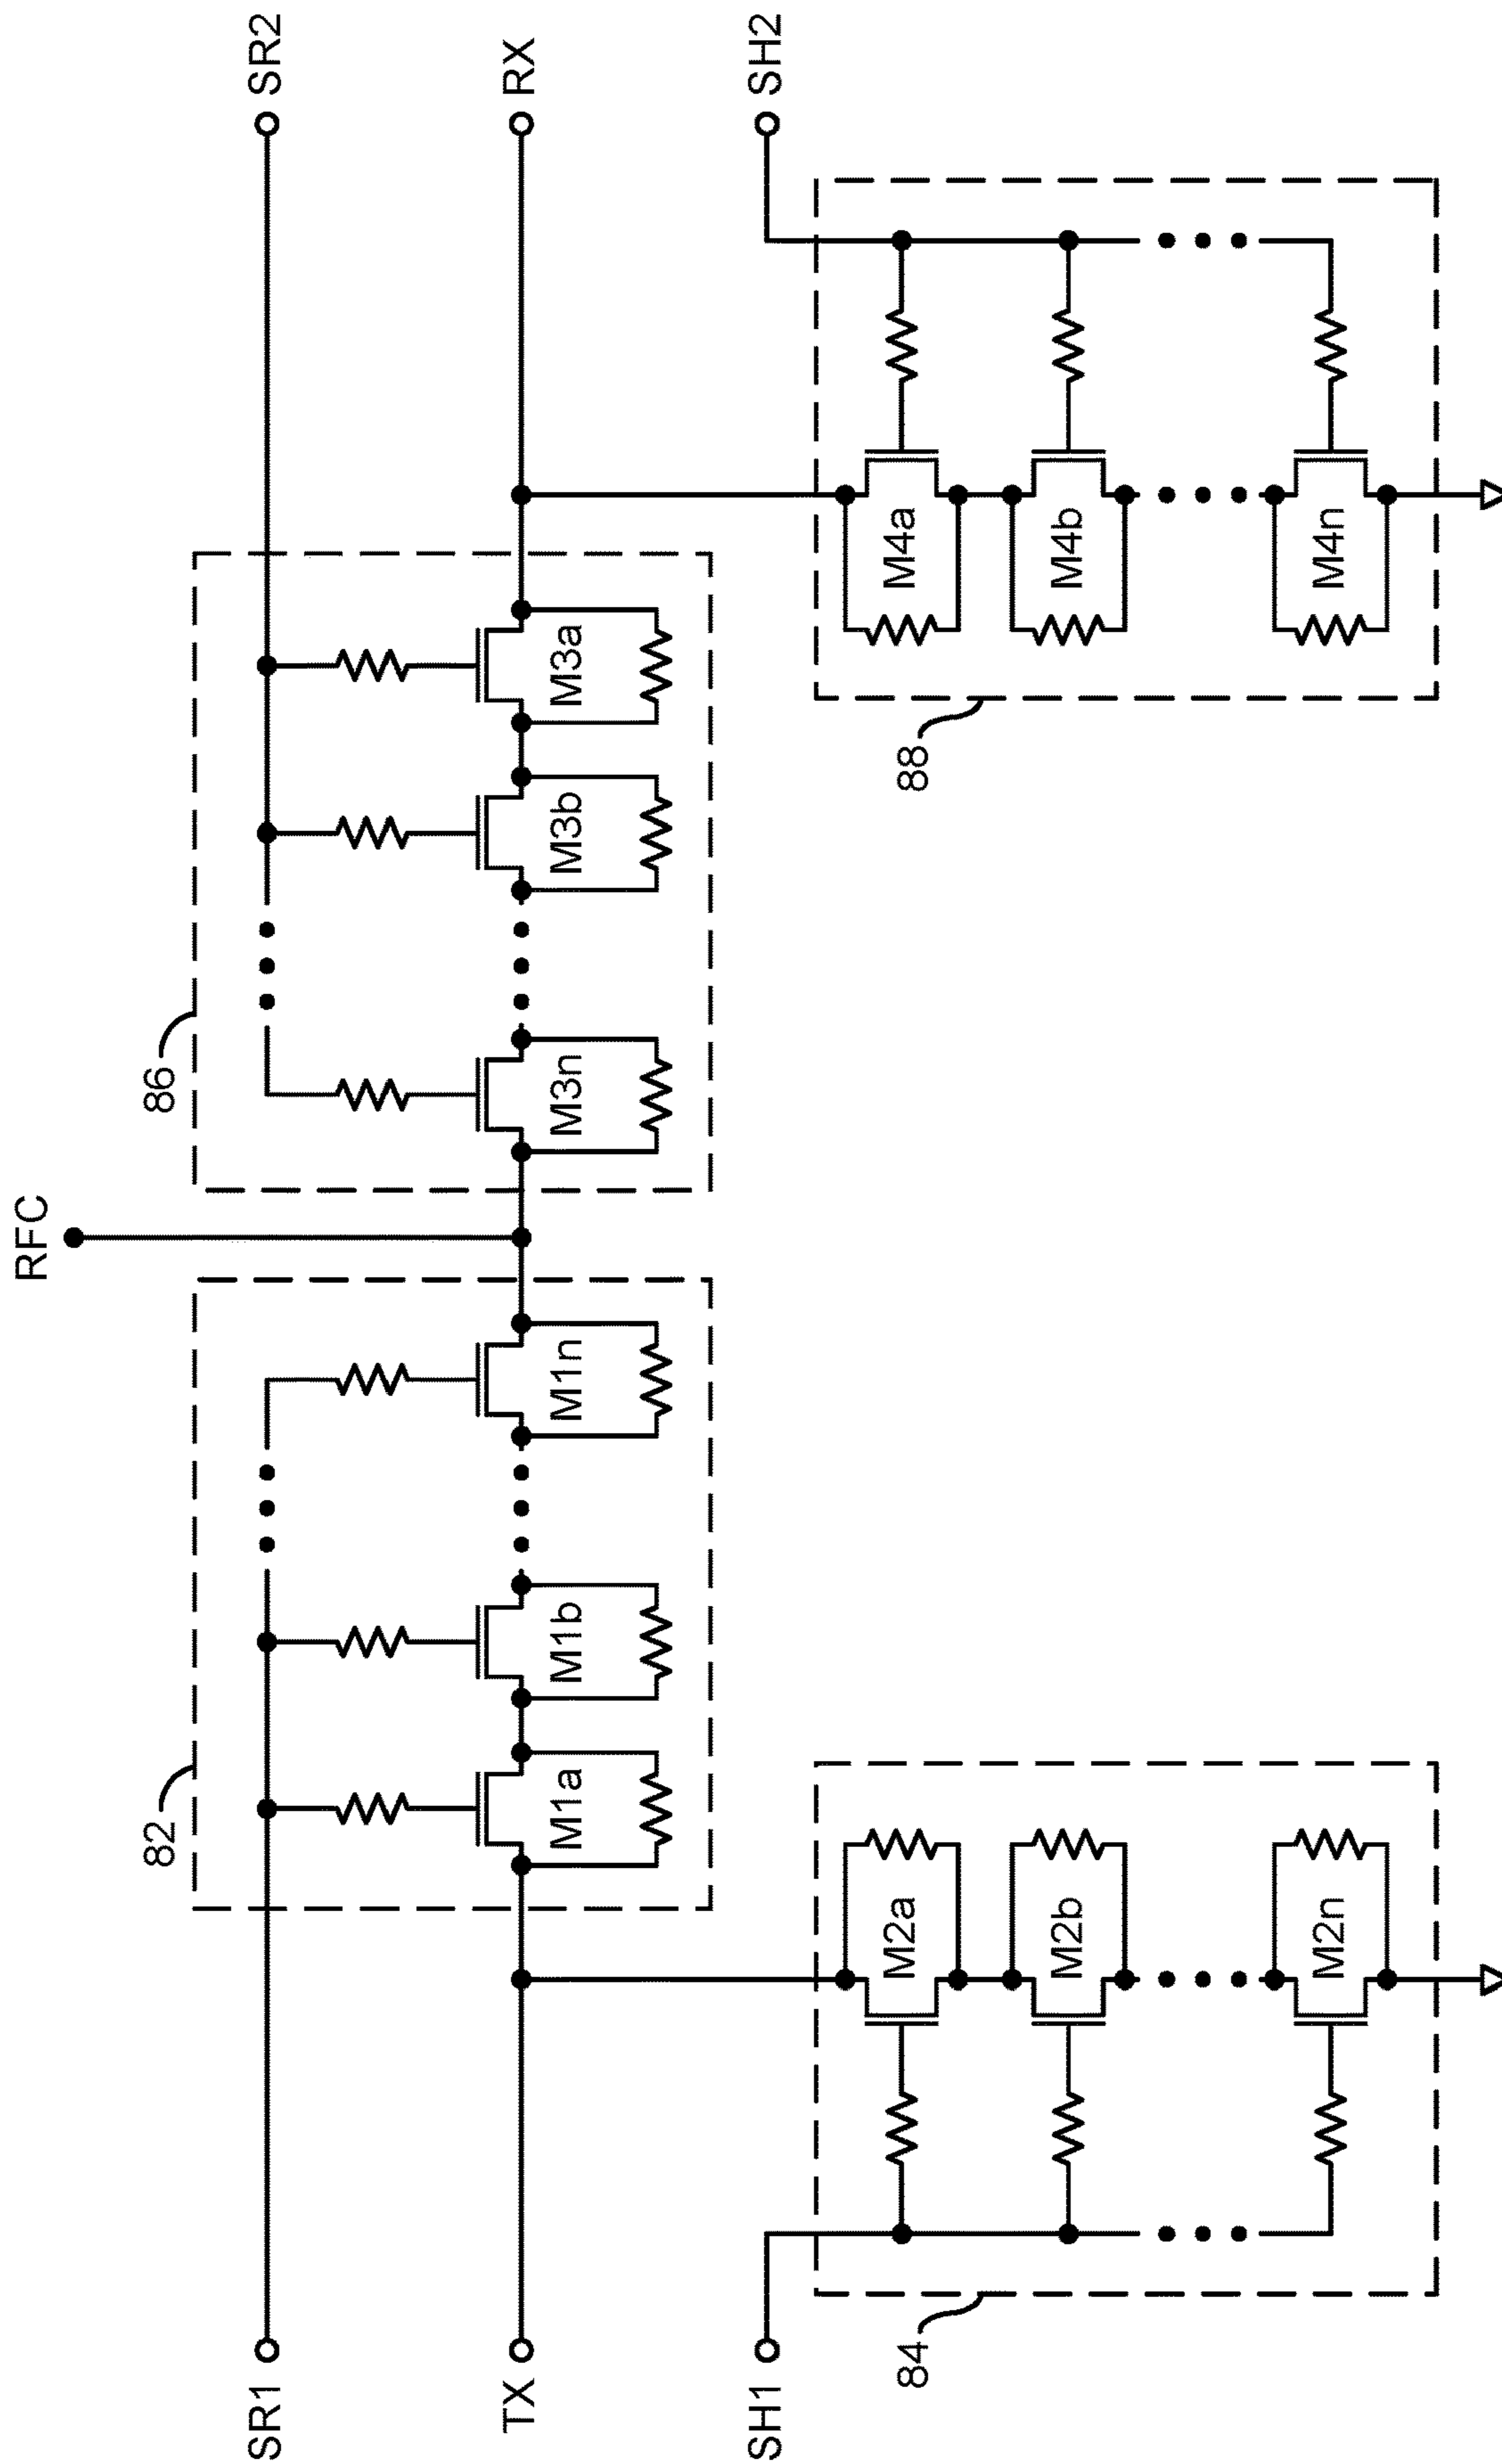 RFC
SR1
82
86
SR2
TX
M1a
M1b
M1n
M3n
M3b
M3a
RX
SH1
84
M2a
M2b
M2n
88
M4a
M4b
M4n
SH2